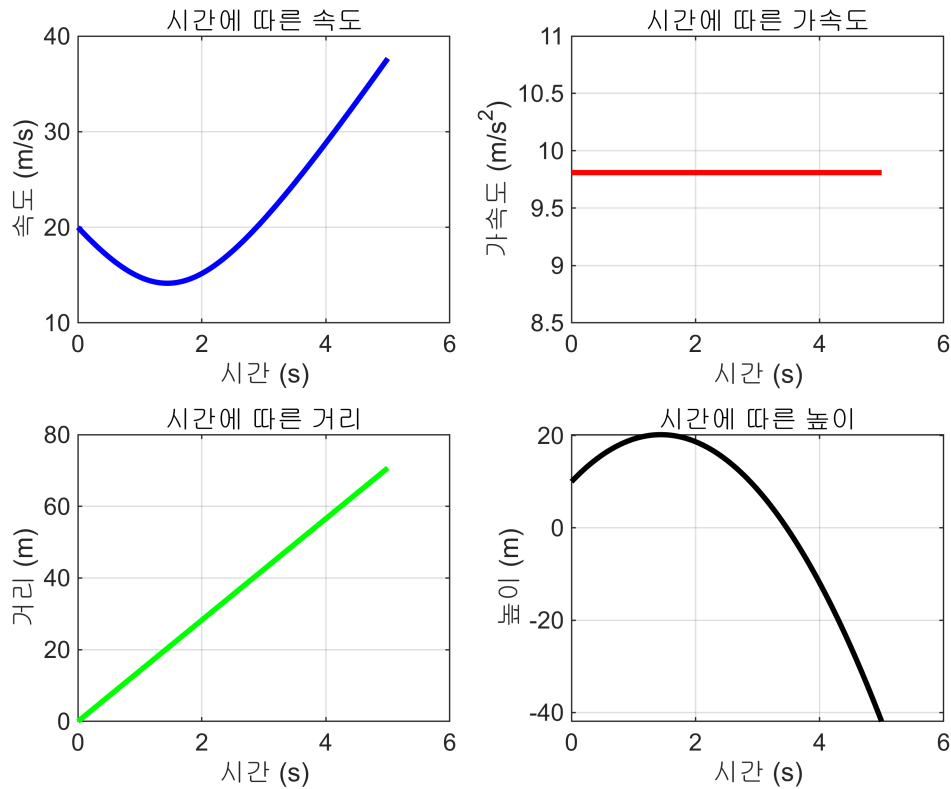 시간에 따른 속도
40
30
20
10
속도 (m/s)
0 2 4 6
시간 (s)
시간에 따른 가속도
11
10.5
10
9.5
9
8.5
가속도 (m/s²)
0 2 4 6
시간 (s)
시간에 따른 거리
80
60
40
20
0
거리 (m)
0 2 4 6
시간 (s)
시간에 따른 높이
20
0
-20
-40
높이 (m)
0 2 4 6
시간 (s)